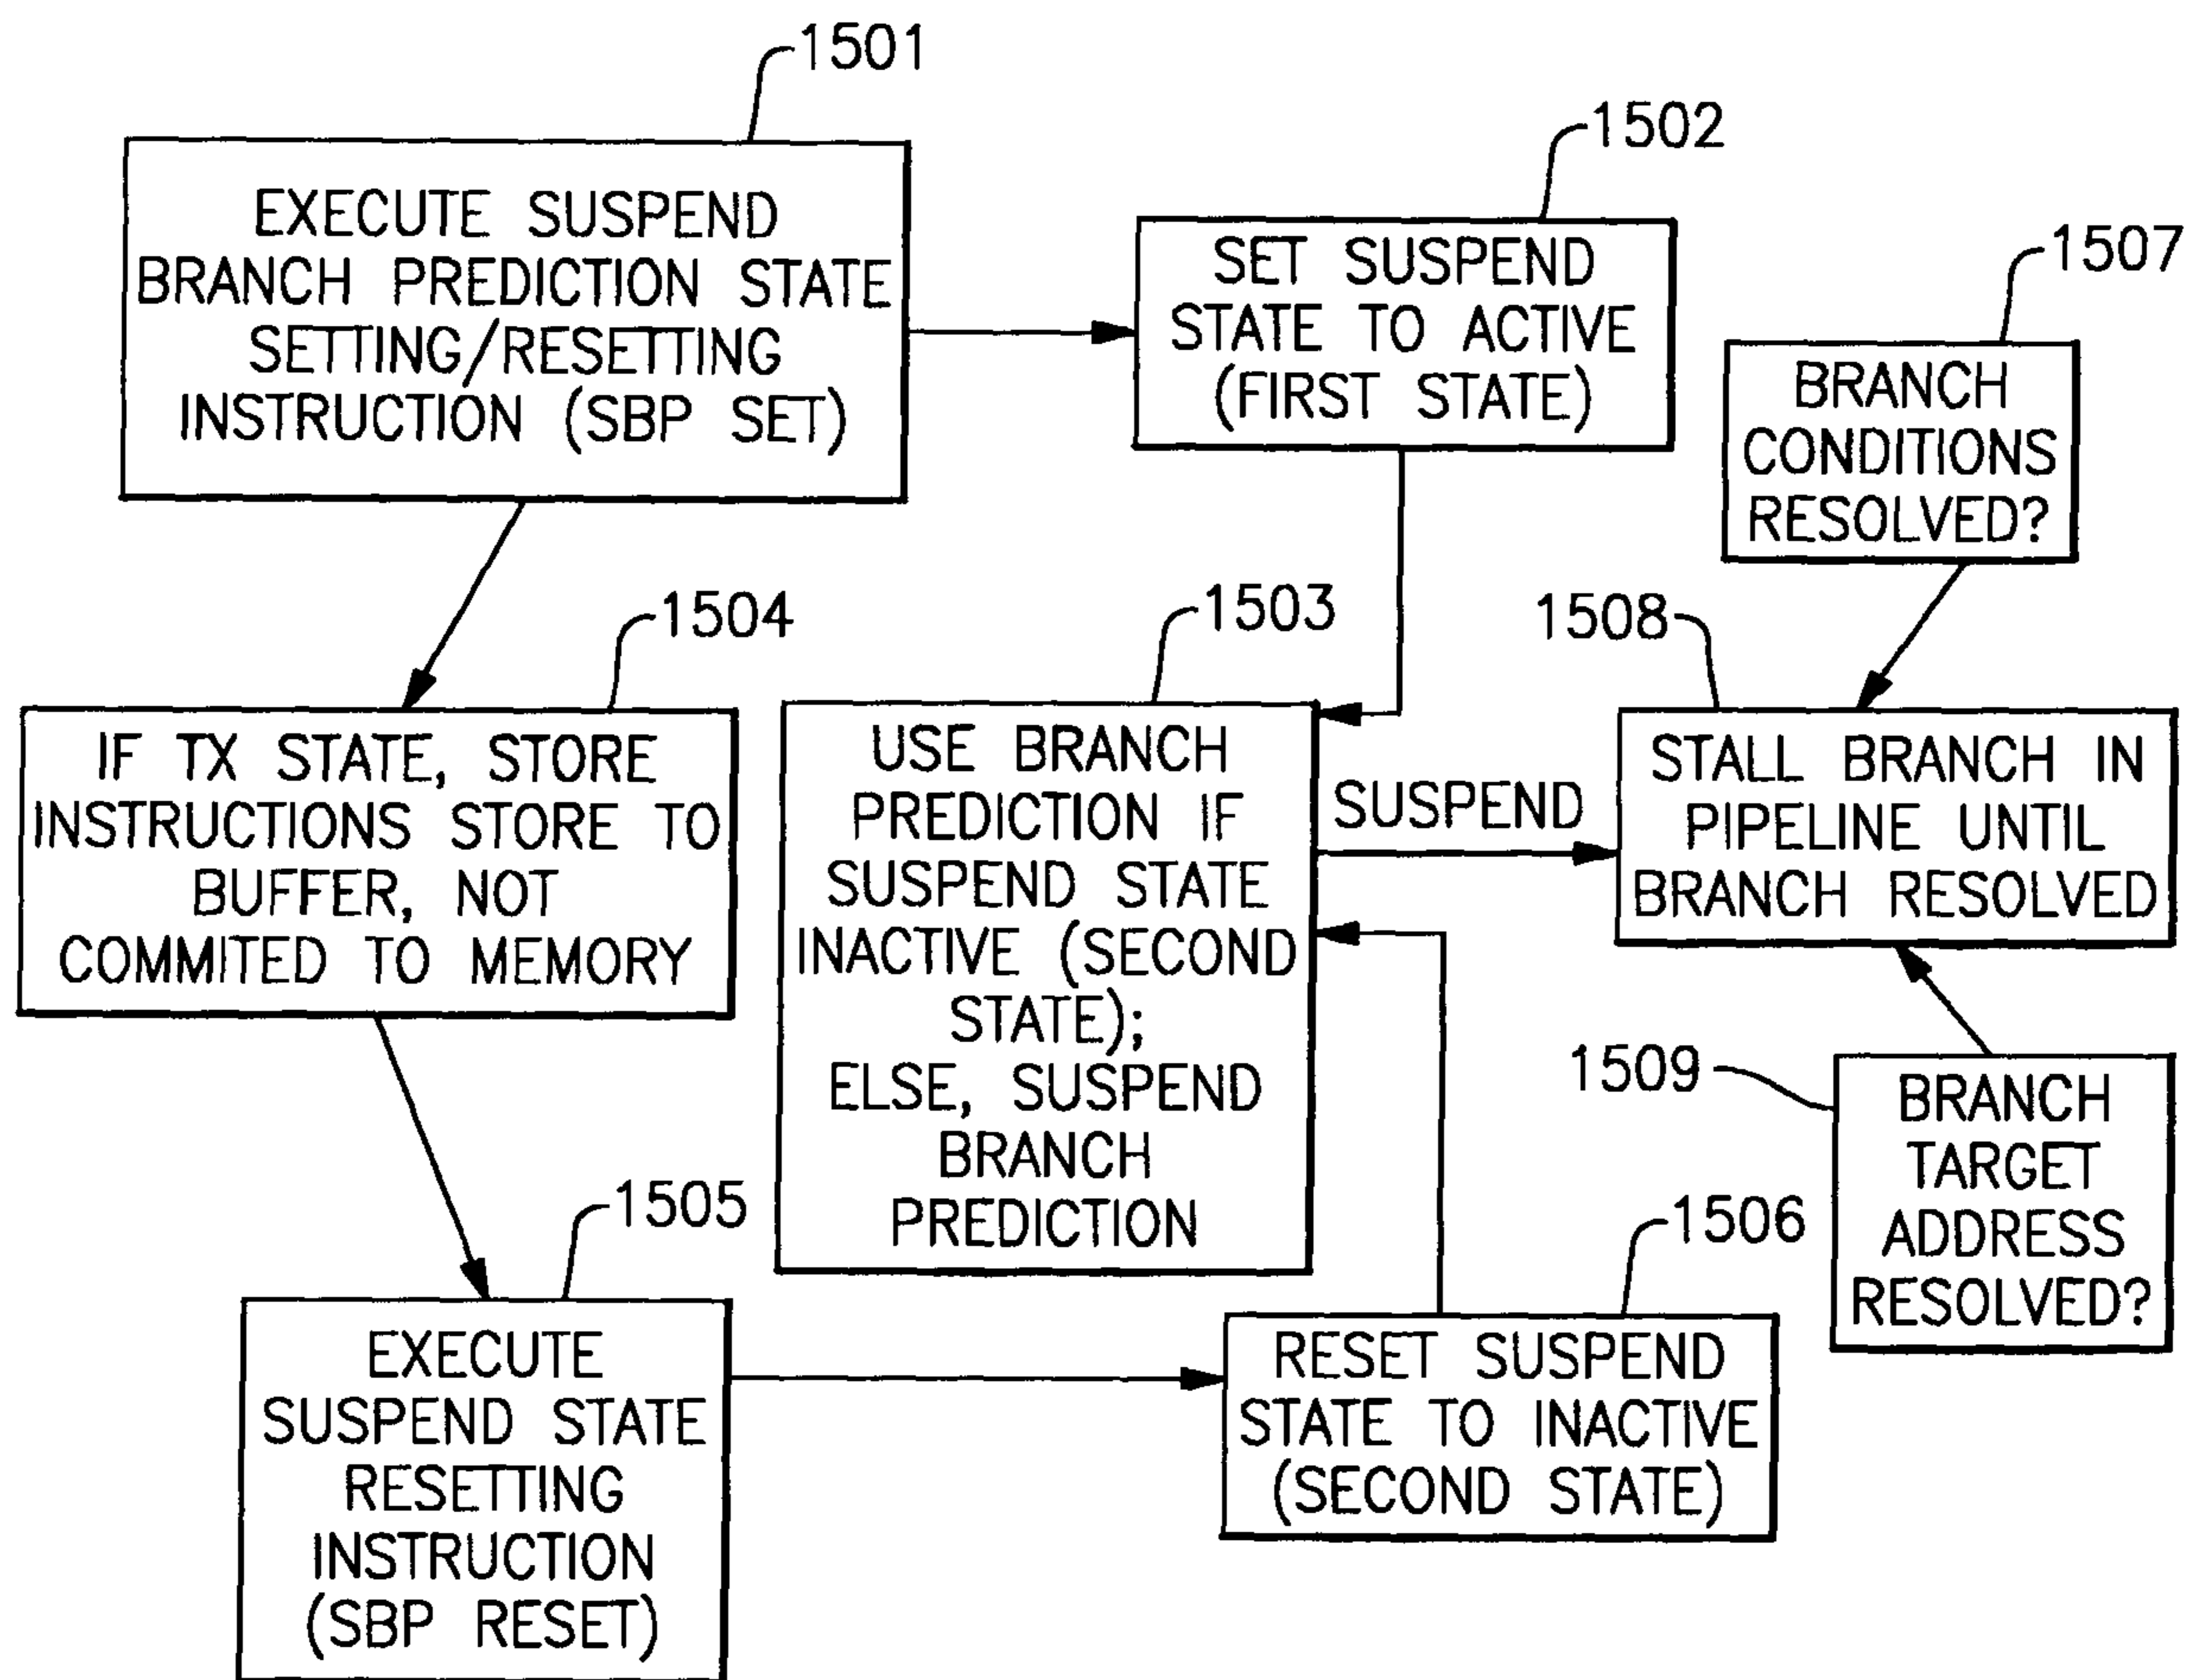 1501
EXECUTE SUSPEND
BRANCH PREDICTION STATE
SETTING/RESETTING
INSTRUCTION (SBP SET)
1502
SET SUSPEND
STATE TO ACTIVE
(FIRST STATE)
1507
BRANCH
CONDITIONS
RESOLVED?
1504
IF TX STATE, STORE
INSTRUCTIONS STORE TO
BUFFER, NOT
COMMITED TO MEMORY
1503
USE BRANCH
PREDICTION IF
SUSPEND STATE
INACTIVE (SECOND
STATE);
ELSE, SUSPEND
BRANCH
PREDICTION
SUSPEND
1508
STALL BRANCH IN
PIPELINE UNTIL
BRANCH RESOLVED
1509
BRANCH
TARGET
ADDRESS
RESOLVED?
1505
EXECUTE
SUSPEND STATE
RESETTING
INSTRUCTION
(SBP RESET)
1506
RESET SUSPEND
STATE TO INACTIVE
(SECOND STATE)